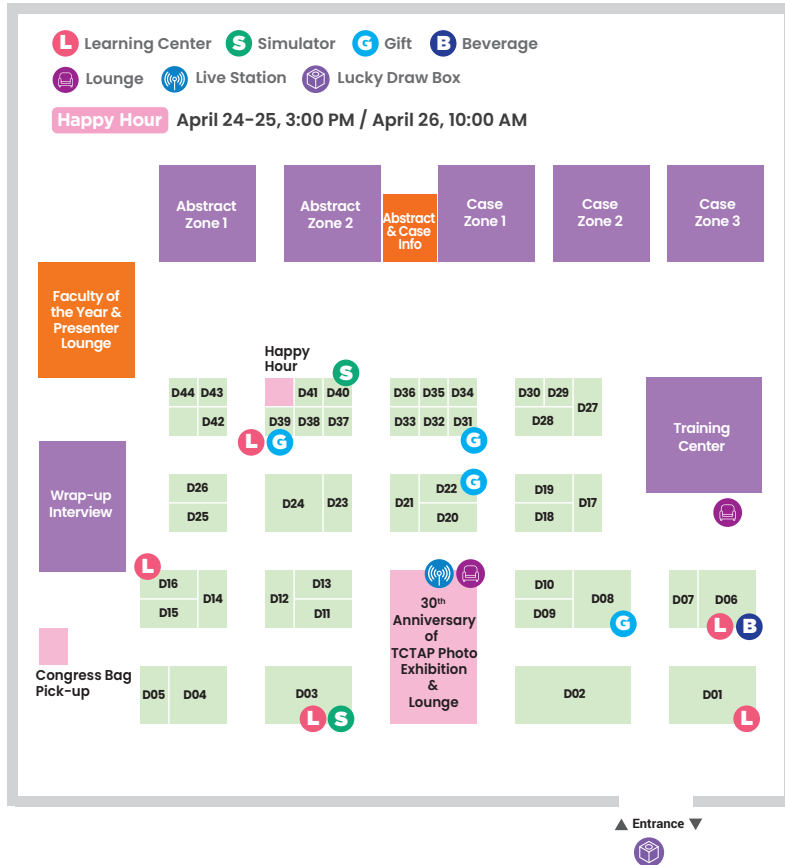 L Learning Center S Simulator G Gift B Beverage
Lounge Live Station Lucky Draw Box
Happy Hour April 24-25, 3:00 PM / April 26, 10:00 AM
Abstract
Zone 1
Abstract
Zone 2
Abstract
& Case
Info
Case
Zone 1
Case
Zone 2
Case
Zone 3
Faculty of
the Year &
Presenter
Lounge
Happy
Hour
S
D44 D43
D42
D41 D40
D39 D38 D37
L G
D36 D35 D34
D33 D32 D31
G
D30 D29
D28
D27
Training
Center
Wrap-up
Interview
D26
D25
D24 D23
D21
D22
G
D20
D19
D18
D17
L
D16
D15
D14
D12
D13
D11
30th
Anniversary
of
TCTAP Photo
Exhibition
&
Lounge
D10
D09
D08
G
D07 D06
L B
Congress Bag
Pick-up
D05 D04
D03
L S
D02
D01
L
▲ Entrance ▼